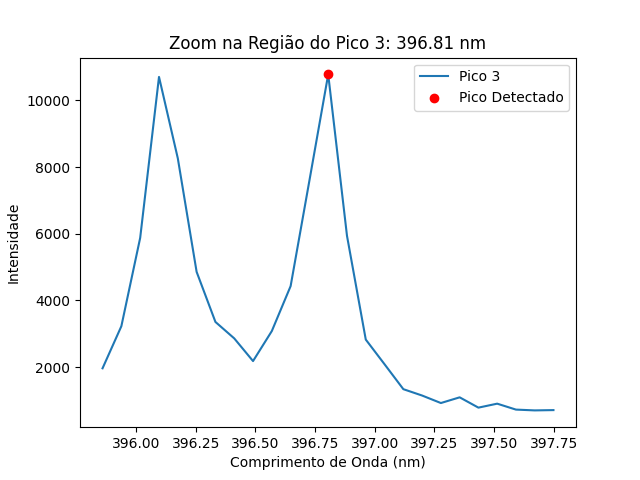 Zoom na Região do Pico 3: 396.81 nm
Pico 3
Pico Detectado
Intensidade
10000
8000
6000
4000
2000
396.00 396.25 396.50 396.75 397.00 397.25 397.50 397.75
Comprimento de Onda (nm)